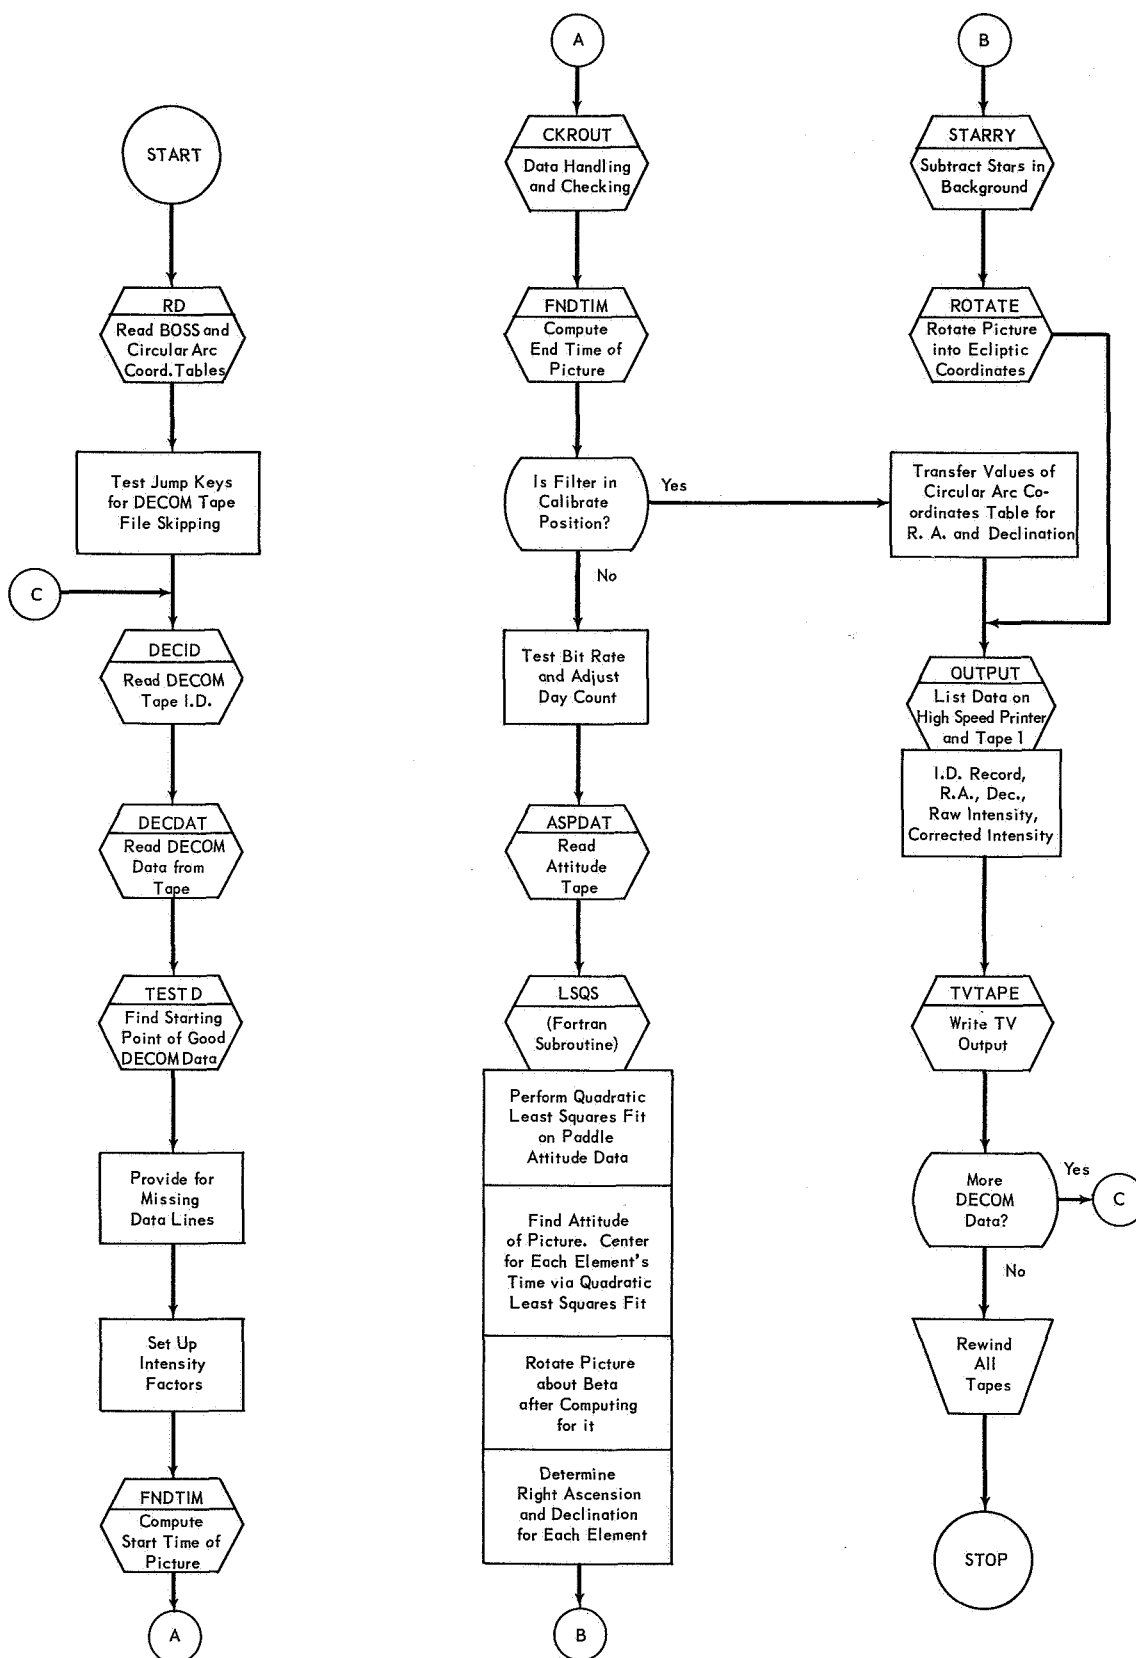 START
RD
Read BOSS and
Circular Arc
Coord. Tables
Test Jump Keys
for DECOM Tape
File Skipping
C
DECID
Read DECOM
Tape I.D.
DECDAT
Read DECOM
Data from
Tape
TEST D
Find Starting
Point of Good
DECOM Data
Provide for
Missing
Data Lines
Set Up
Intensity
Factors
FNDTIM
Compute
Start Time of
Picture
A
A
CKROUT
Data Handling
and Checking
FNDTIM
Compute
End Time of
Picture
Is Filter in
Calibrate
Position?
Yes
No
Test Bit Rate
and Adjust
Day Count
ASPDAT
Read
Attitude
Tape
LSQS
(Fortran
Subroutine)
Perform Quadratic
Least Squares Fit
on Paddle
Attitude Data
Find Attitude
of Picture. Center
for Each Element's
Time via Quadratic
Least Squares Fit
Rotate Picture
about Beta
after Computing
for it
Determine
Right Ascension
and Declination
for Each Element
B
B
STARRY
Subtract Stars in
Background
ROTATE
Rotate Picture
into Ecliptic
Coordinates
Transfer Values of
Circular Arc Co-
ordinates Table for
R. A. and Declination
OUTPUT
List Data on
High Speed Printer
and Tape 1
I.D. Record,
R.A., Dec.,
Raw Intensity,
Corrected Intensity
TVTAPE
Write TV
Output
More
DECOM
Data?
Yes
C
No
Rewind
All
Tapes
STOP